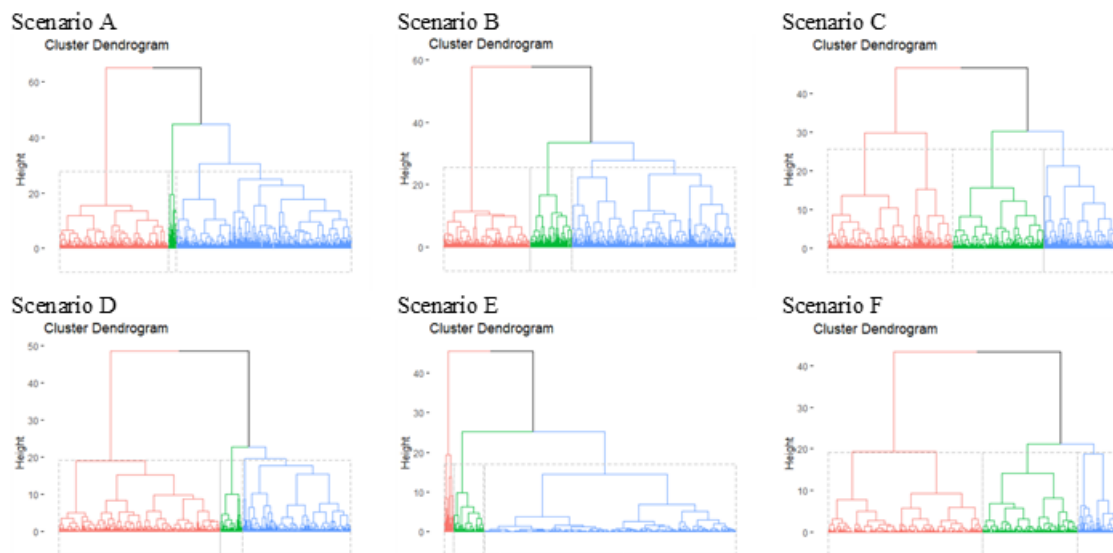 Scenario A
Cluster Dendrogram
Height
60
40
20
0
Scenario B
Cluster Dendrogram
Height
60
40
20
0
Scenario C
Cluster Dendrogram
Height
40
30
20
10
0
Scenario D
Cluster Dendrogram
Height
50
40
30
20
10
0
Scenario E
Cluster Dendrogram
Height
40
30
20
10
0
Scenario F
Cluster Dendrogram
Height
40
30
20
10
0